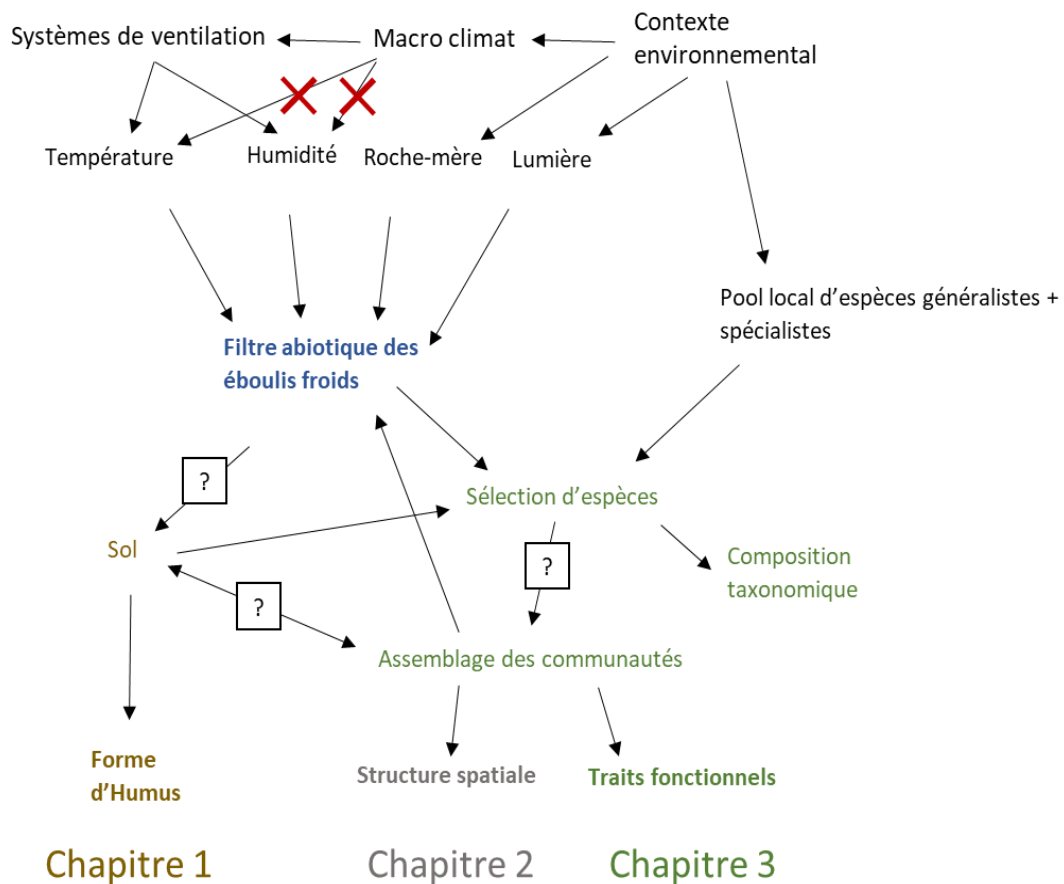 Systèmes de ventilation
Macro climat
Contexte
environnemental
Température
Humidité
Roche-mère
Lumière
Pool local d’espèces généralistes +
spécialistes
Filtre abiotique des
éboulis froids
?
Sélection d’espèces
Sol
?
Composition
taxonomique
?
Assemblage des communautés
Forme
d’Humus
Structure spatiale
Traits fonctionnels
Chapitre 1
Chapitre 2
Chapitre 3